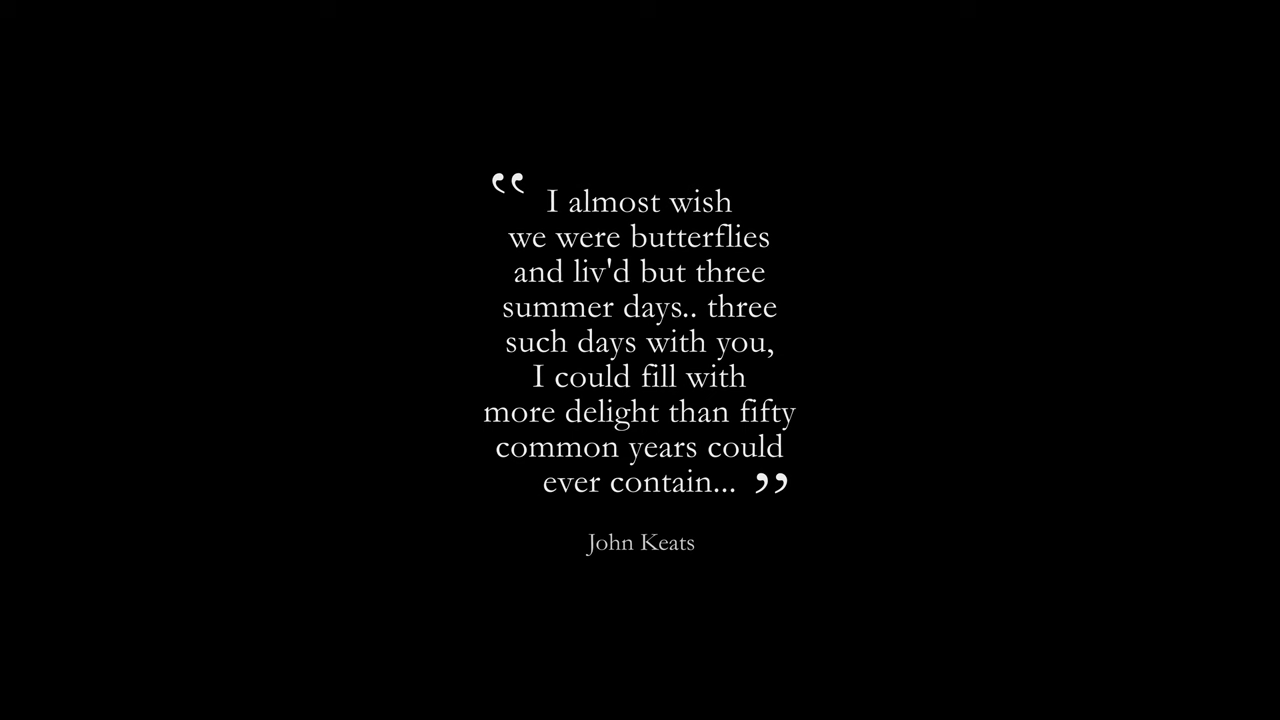 “ I almost wish
we were butterflies
and liv'd but three
summer days.. three
such days with you,
I could fill with
more delight than fifty
common years could
ever contain... ”
John Keats